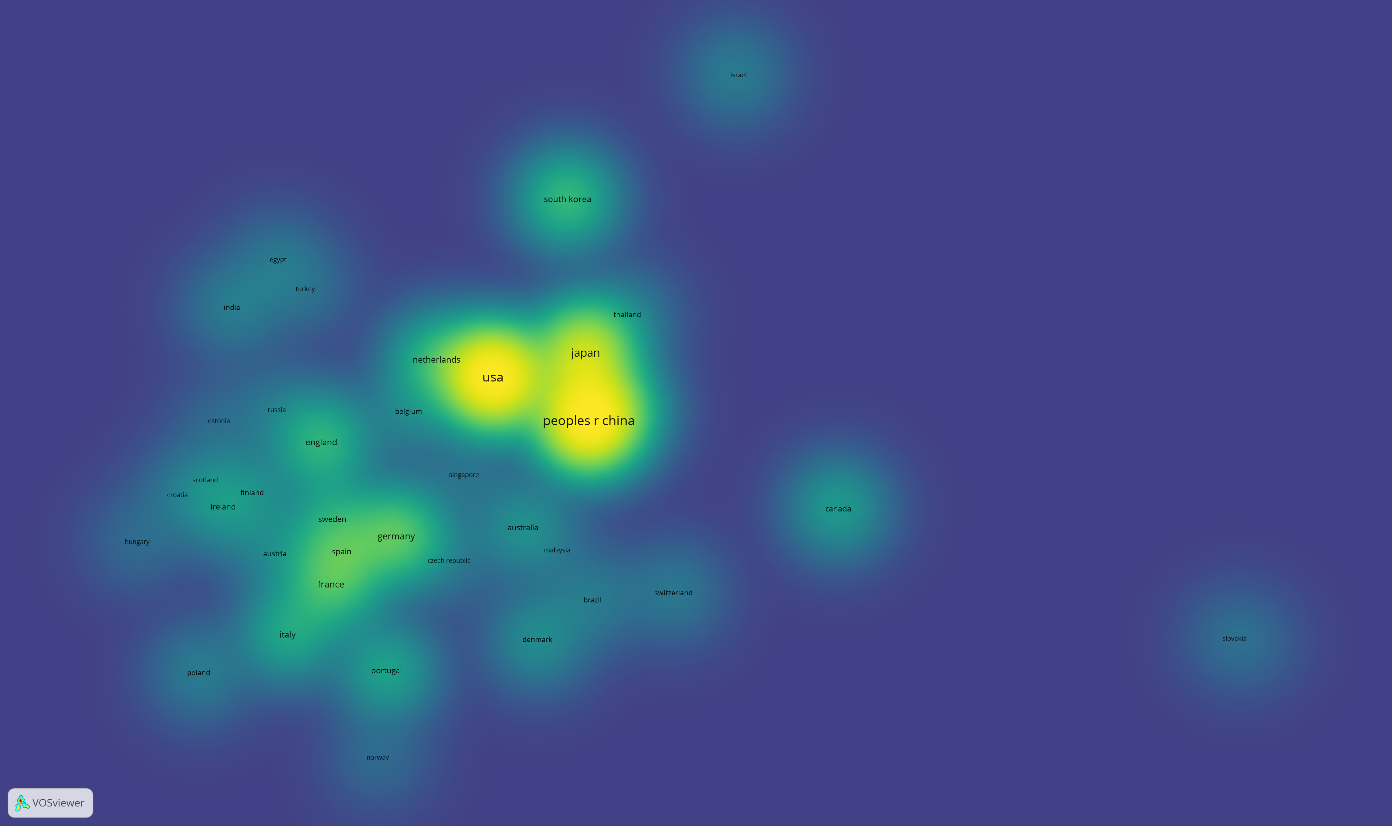 israel
south korea
egypt
turkey
india
thailand
japan
netherlands
usa
russia
belgium
estonia
peoples r china
england
singapore
scotland
finland
croatia
ireland
canada
sweden
australia
germany
hungary
spain
malaysia
austria
czech republic
france
switzerland
brazil
italy
denmark
slovakia
portuga
poland
norway
VOSviewer